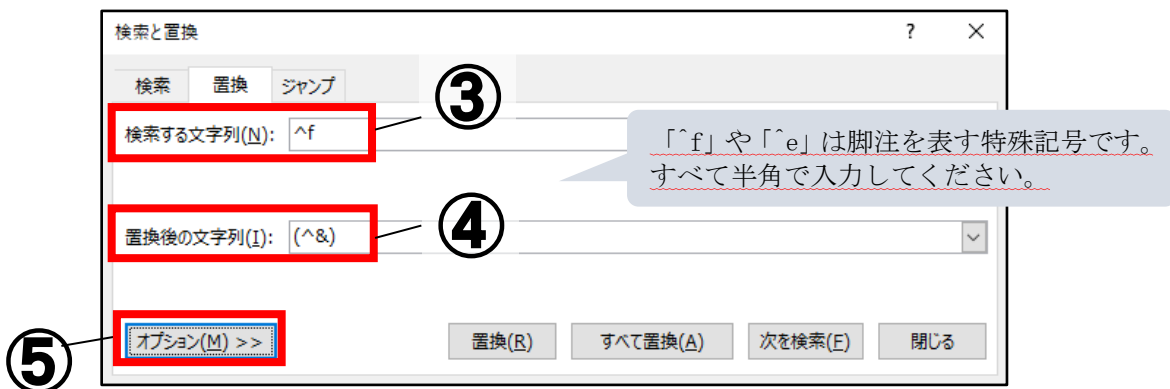 検索と置換 ? ×
検索 置換 ジャンプ
③
検索する文字列(N): ^f
「^f」や「^e」は脚注を表す特殊記号です。
すべて半角で入力してください。
④
置換後の文字列(I): (^&)
⑤
オプション(M) >> 置換(R) すべて置換(A) 次を検索(F) 閉じる